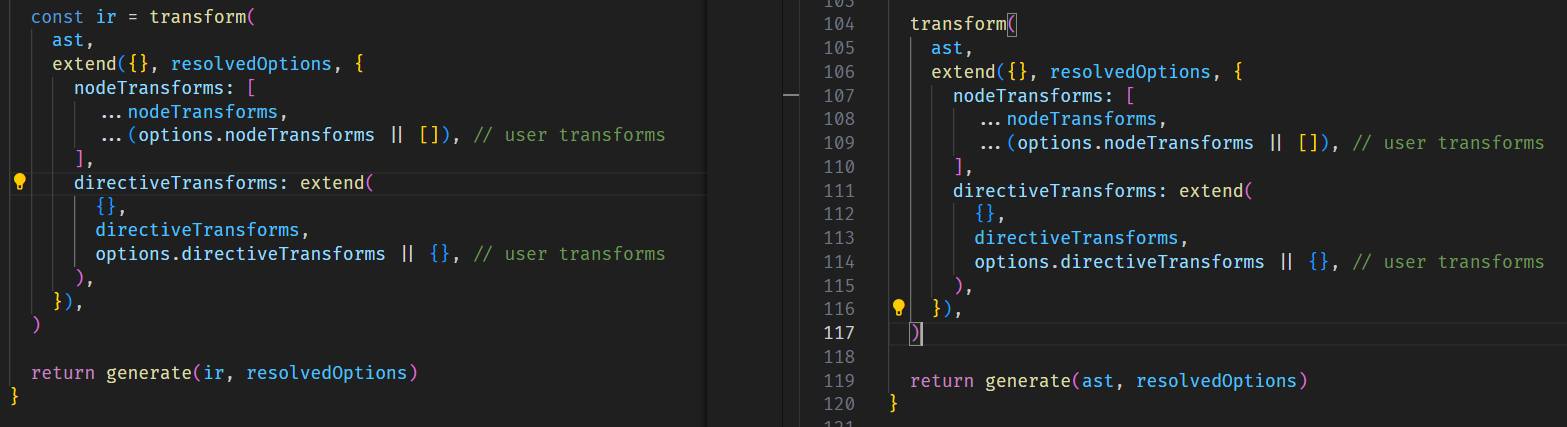 const ir = transform(
ast,
extend({}, resolvedOptions, {
nodeTransforms: [
...nodeTransforms,
...(options.nodeTransforms || []), // user transforms
],
directiveTransforms: extend(
{},
directiveTransforms,
options.directiveTransforms || {}, // user transforms
),
}),
)
return generate(ir, resolvedOptions)
}
103
104 transform(
105 ast,
106 extend({}, resolvedOptions, {
107 nodeTransforms: [
108 ...nodeTransforms,
109 ...(options.nodeTransforms || []), // user transforms
110 ],
111 directiveTransforms: extend(
112 {},
113 directiveTransforms,
114 options.directiveTransforms || {}, // user transforms
115 ),
116 }),
117 )
118
119 return generate(ast, resolvedOptions)
120 }
121